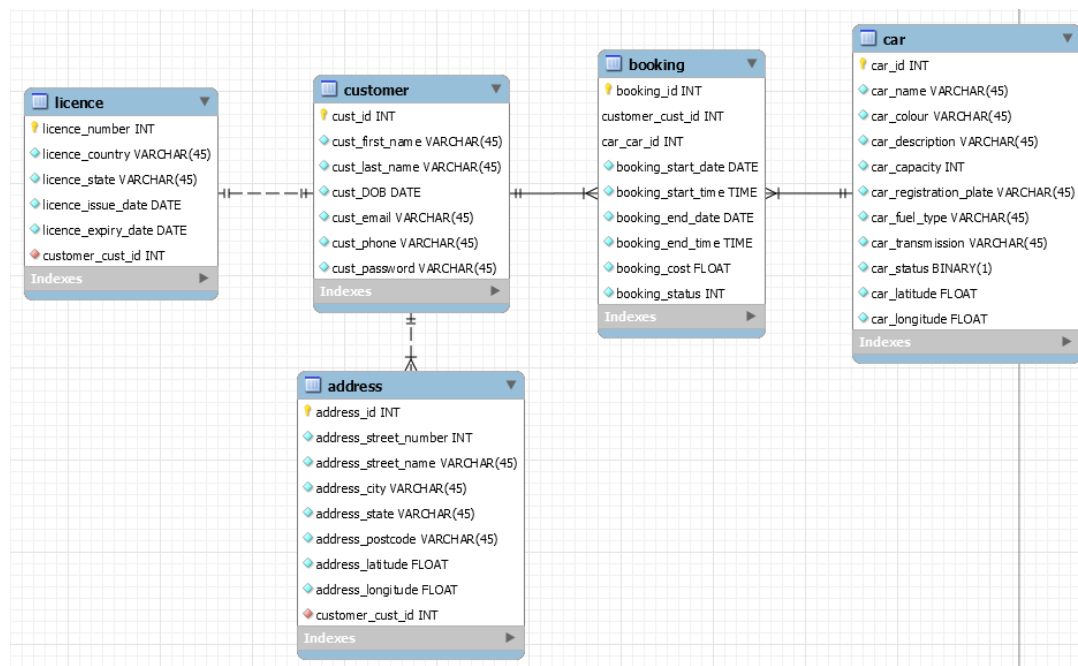 licence
licence_number INT
licence_country VARCHAR(45)
licence_state VARCHAR(45)
licence_issue_date DATE
licence_expiry_date DATE
customer_cust_id INT
Indexes
customer
cust_id INT
cust_first_name VARCHAR(45)
cust_last_name VARCHAR(45)
cust_DOB DATE
cust_email VARCHAR(45)
cust_phone VARCHAR(45)
cust_password VARCHAR(45)
Indexes
booking
booking_id INT
customer_cust_id INT
car_car_id INT
booking_start_date DATE
booking_start_time TIME
booking_end_date DATE
booking_end_time TIME
booking_cost FLOAT
booking_status INT
Indexes
car
car_id INT
car_name VARCHAR(45)
car_colour VARCHAR(45)
car_description VARCHAR(45)
car_capacity INT
car_registration_plate VARCHAR(45)
car_fuel_type VARCHAR(45)
car_transmission VARCHAR(45)
car_status BINARY(1)
car_latitude FLOAT
car_longitude FLOAT
Indexes
address
address_id INT
address_street_number INT
address_street_name VARCHAR(45)
address_city VARCHAR(45)
address_state VARCHAR(45)
address_postcode VARCHAR(45)
address_latitude FLOAT
address_longitude FLOAT
customer_cust_id INT
Indexes